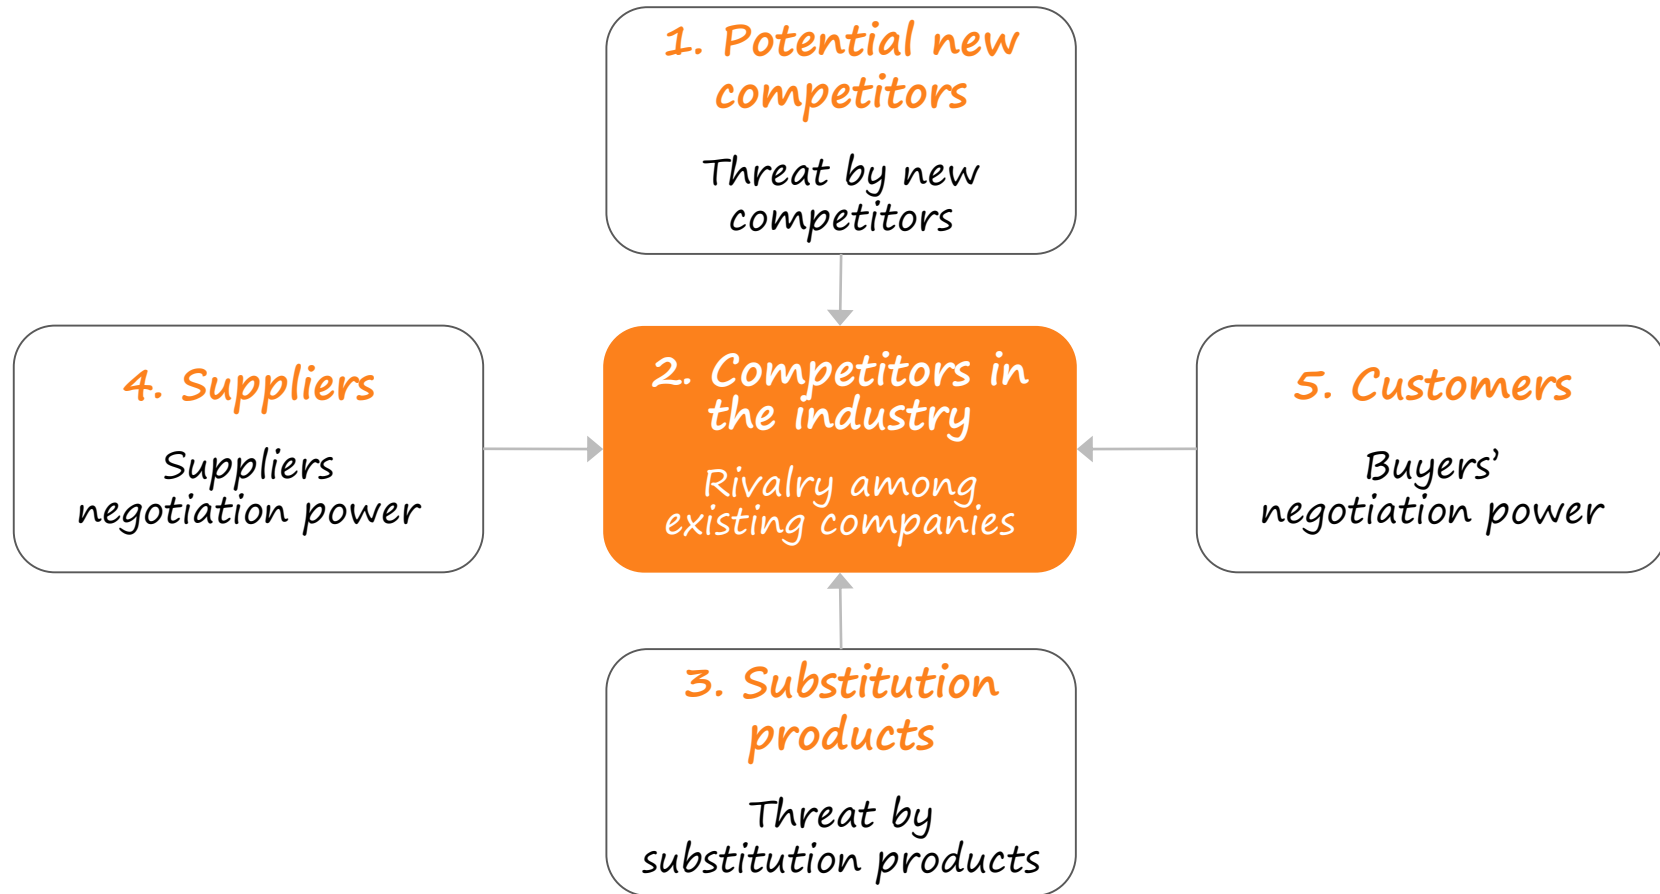 1. Potential new
competitors
Threat by new
competitors
4. Suppliers
Suppliers
negotiation power
2. Competitors in
the industry
Rivalry among
existing companies
5. Customers
Buyers’
negotiation power
3. Substitution
products
Threat by
substitution products